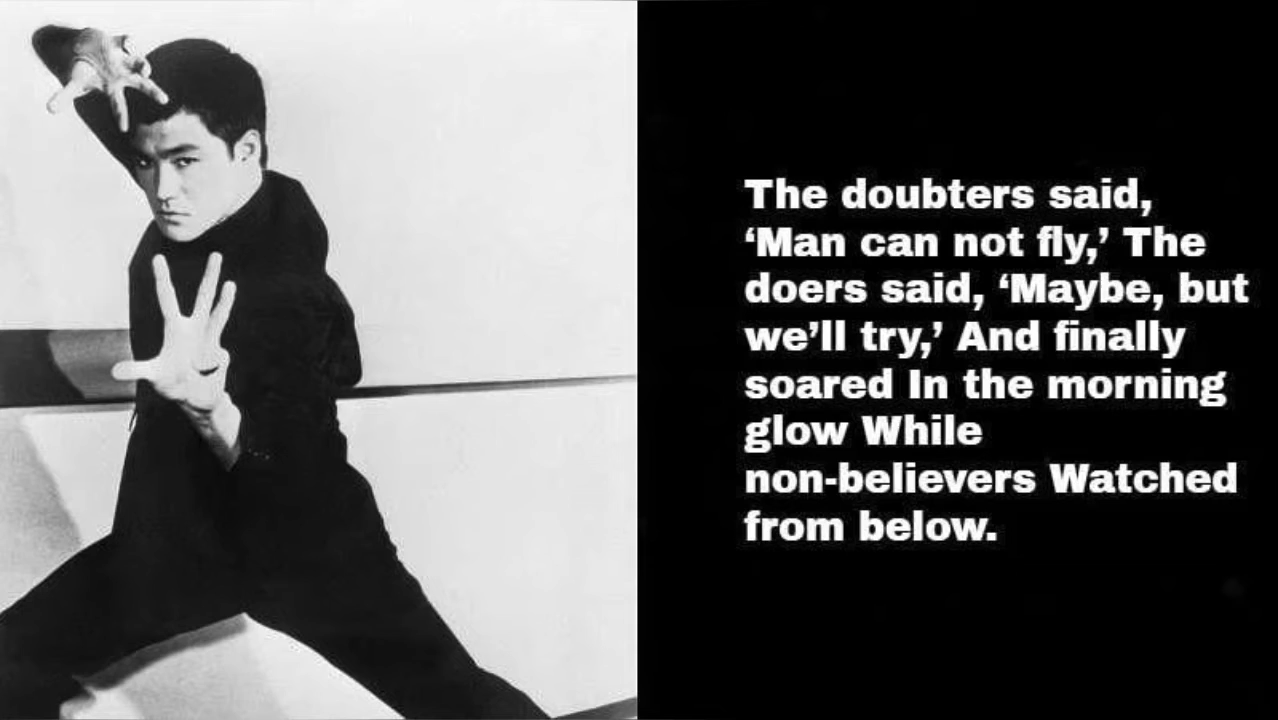 The doubters said,
‘Man can not fly,’ The
doers said, ‘Maybe, but
we’ll try,’ And finally
soared In the morning
glow While
non-believers Watched
from below.